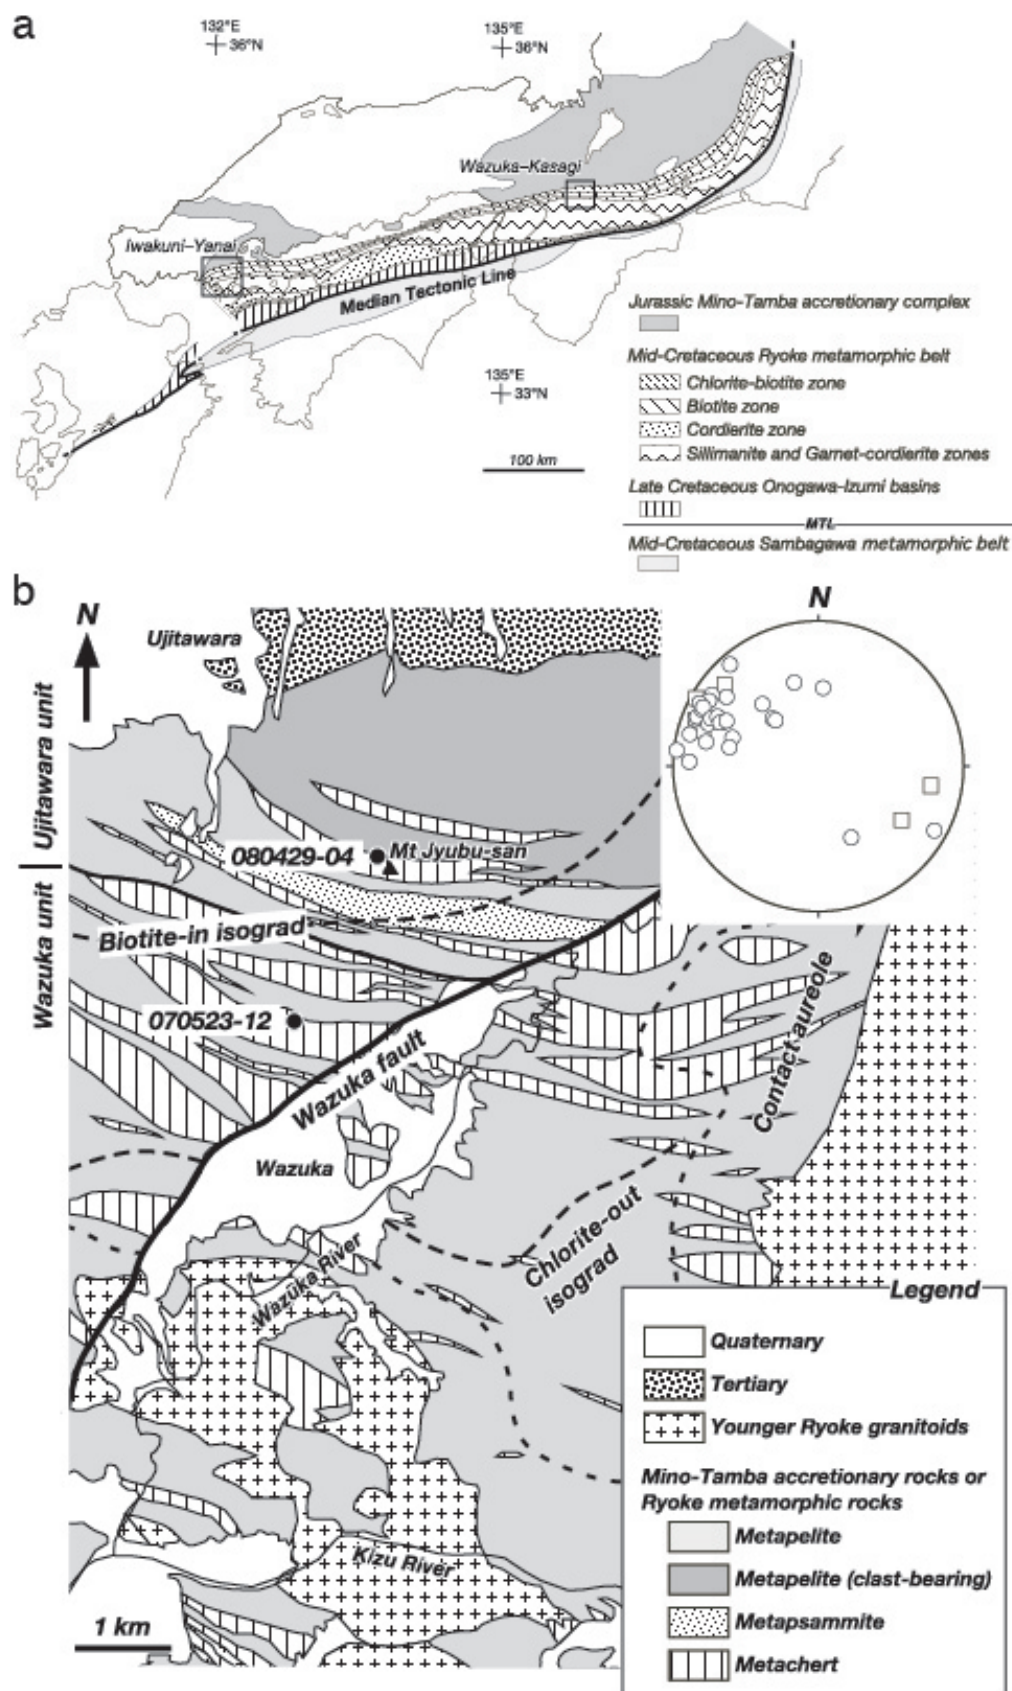 a
132°E
36°N
135°E
36°N
Wazuka–Kasagi
Iwakuni–Yanai
Median Tectonic Line
135°E
33°N
100 km
Jurassic Mino-Tamba accretionary complex
Mid-Cretaceous Ryoke metamorphic belt
Chlorite-biotite zone
Biotite zone
Cordierite zone
Sillimanite and Garnet-cordierite zones
Late Cretaceous Onogawa-Izumi basins
MTL
Mid-Cretaceous Sambagawa metamorphic belt
b
N
Ujitawara
N
Ujitawara unit
Wazuka unit
080429-04
Mt Jyubu-san
Biotite-in isograd
070523-12
Wazuka fault
Contact aureole
Wazuka
Chlorite-out
isograd
Wazuka River
Kizu River
1 km
Legend
Quaternary
Tertiary
Younger Ryoke granitoids
Mino-Tamba accretionary rocks or
Ryoke metamorphic rocks
Metapelite
Metapelite (clast-bearing)
Metapsammite
Metachert